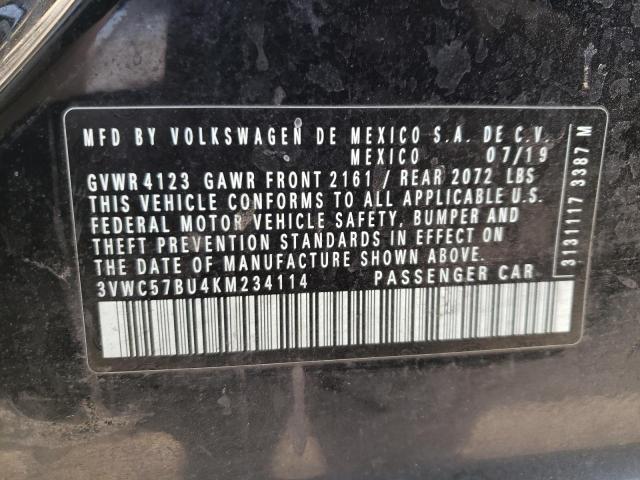 MFD BY VOLKSWAGEN DE MEXICO S.A. DE C.V.
MEXICO 07/19
GVWR 4123 GAWR FRONT 2161 / REAR 2072 LBS
THIS VEHICLE CONFORMS TO ALL APPLICABLE U.S.
FEDERAL MOTOR VEHICLE SAFETY, BUMPER AND
THEFT PREVENTION STANDARDS IN EFFECT ON
THE DATE OF MANUFACTURE SHOWN ABOVE.
3VWC57BU4KM234114 PASSENGER CAR
3131117 3387 M